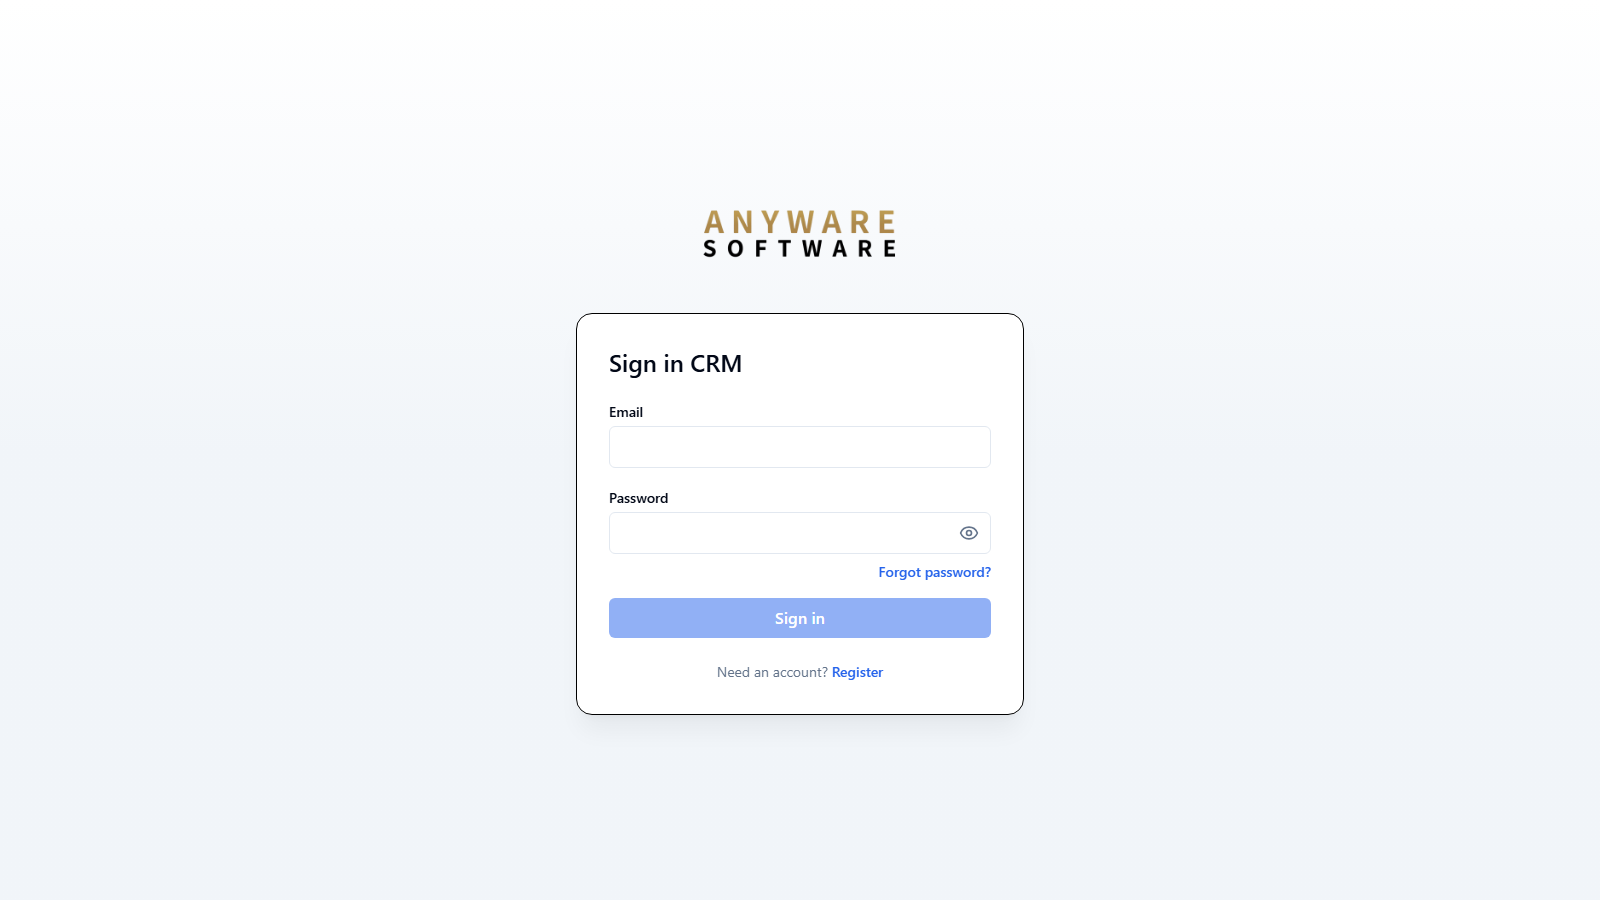 ANYWARE
SOFTWARE
Sign in CRM
Email
Password
Forgot password?
Sign in
Need an account? Register